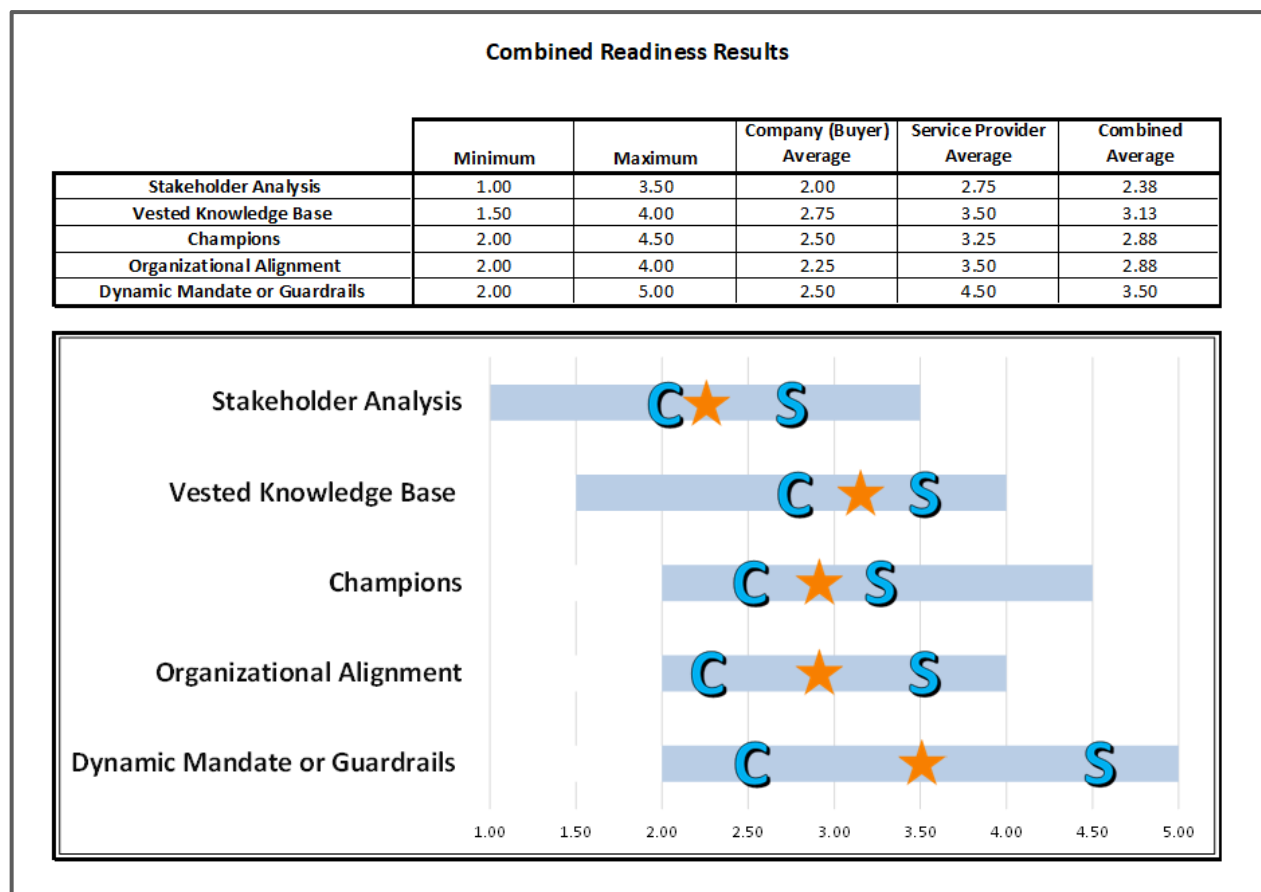 Combined Readiness Results
Minimum Maximum Company (Buyer) Average Service Provider Average Combined Average
Stakeholder Analysis 1.00 3.50 2.00 2.75 2.38
Vested Knowledge Base 1.50 4.00 2.75 3.50 3.13
Champions 2.00 4.50 2.50 3.25 2.88
Organizational Alignment 2.00 4.00 2.25 3.50 2.88
Dynamic Mandate or Guardrails 2.00 5.00 2.50 4.50 3.50
Stakeholder Analysis C S
Vested Knowledge Base C S
Champions C S
Organizational Alignment C S
Dynamic Mandate or Guardrails C S
1.00 1.50 2.00 2.50 3.00 3.50 4.00 4.50 5.00